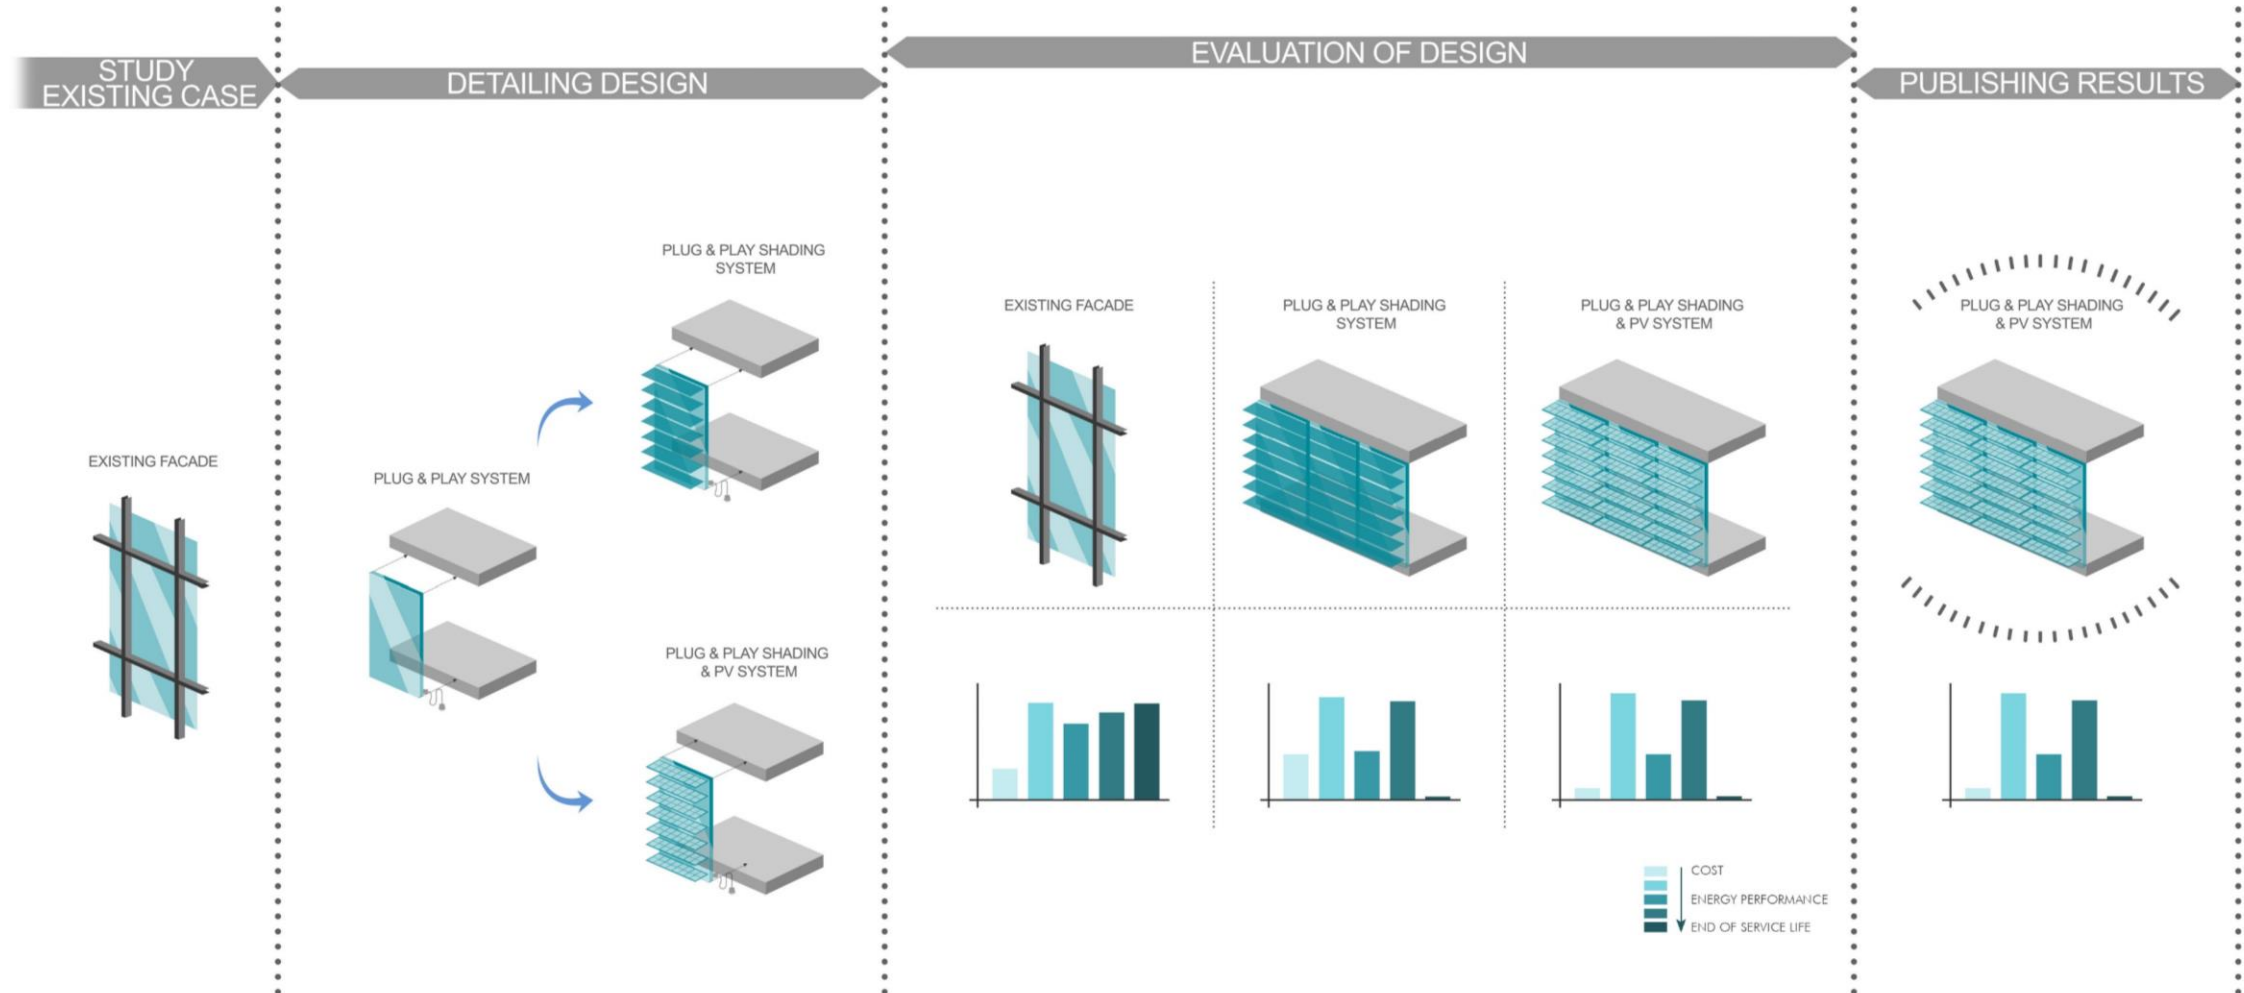 STUDY
EXISTING CASE
DETAILING DESIGN
EVALUATION OF DESIGN
PUBLISHING RESULTS
EXISTING FACADE
PLUG & PLAY SYSTEM
PLUG & PLAY SHADING
SYSTEM
PLUG & PLAY SHADING
& PV SYSTEM
EXISTING FACADE
PLUG & PLAY SHADING
SYSTEM
PLUG & PLAY SHADING
& PV SYSTEM
COST
ENERGY PERFORMANCE
END OF SERVICE LIFE
PLUG & PLAY SHADING
& PV SYSTEM